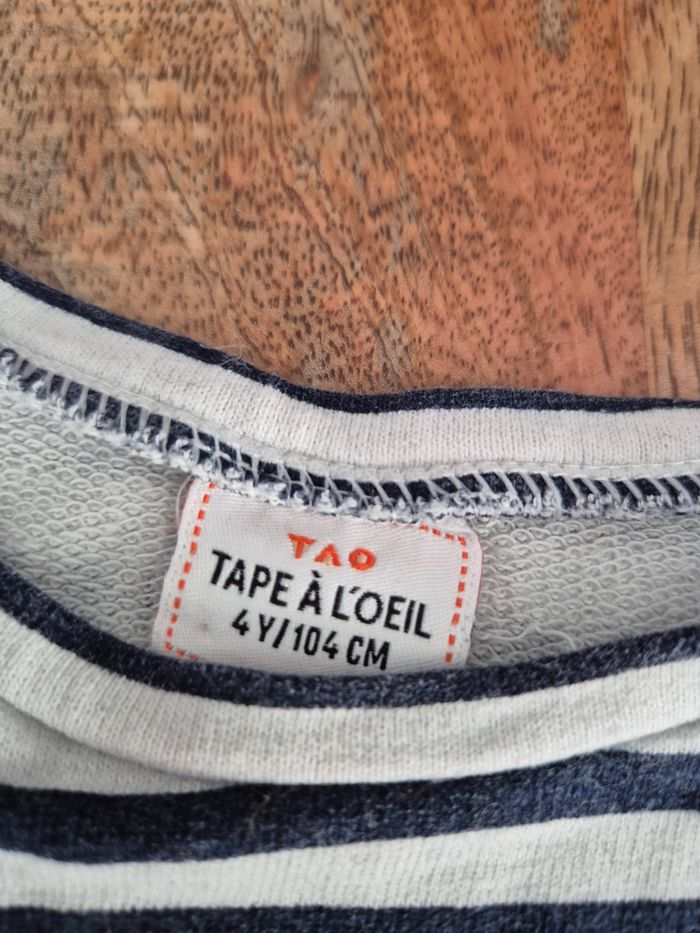 TAO
TAPE À L'OEIL
4Y/104 CM